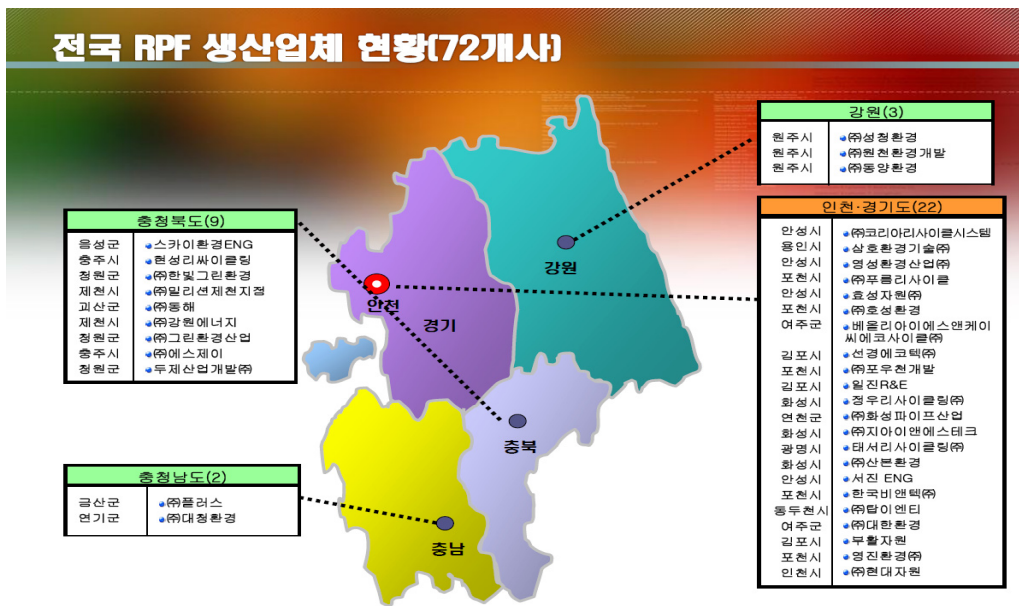 전국 RPF 생산업체 현황(72개사)
강원(3)
원주시 ㈜성청환경
원주시 ㈜원천환경개발
원주시 ㈜동양환경
충청북도(9)
음성군 스카이환경ENG
충주시 현성리싸이클링
청원군 ㈜한빛그린환경
제천시 ㈜밀리션제천지점
괴산군 ㈜동해
제천시 ㈜강원에너지
청원군 ㈜그린환경산업
충주시 ㈜에스제이
청원군 두제산업개발㈜
인천·경기도(22)
안성시 ㈜코리아리사이클시스템
용인시 삼호환경기술㈜
안성시 영성환경산업㈜
포천시 ㈜푸름리사이클
안성시 효성자원㈜
포천시 ㈜호성환경
여주군 베올리아이에스앤케이
씨에코사이클㈜
김포시 선경에코텍㈜
포천시 ㈜포우천개발
김포시 일진R&E
화성시 정우리사이클링㈜
연천군 ㈜화성파이프산업
화성시 ㈜지아이앤에스테크
광명시 태서리사이클링㈜
화성시 ㈜산본환경
안성시 서진 ENG
포천시 한국비앤텍㈜
동두천시 ㈜탑이엔티
여주군 ㈜대한환경
김포시 부활자원
포천시 영진환경㈜
인천시 ㈜현대자원
충청남도(2)
금산군 ㈜플러스
연기군 ㈜대청환경
강원
인천
경기
충북
충남